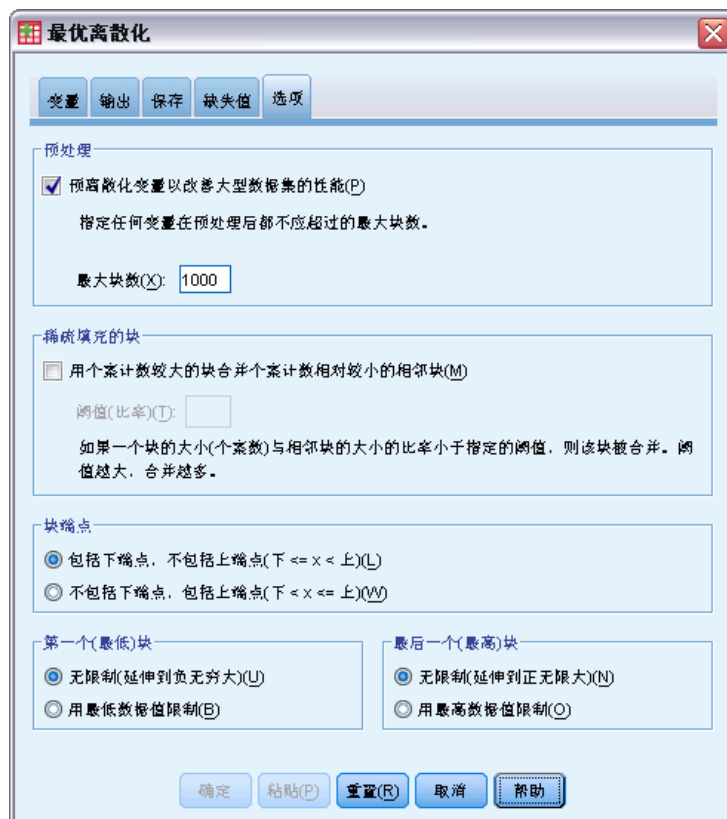 最优离散化
变量 输出 保存 缺失值 选项
预处理
预离散化变量以改善大型数据集的性能(P)
指定任何变量在预处理后都不应超过的最大块数。
最大块数(X): 1000
稀疏填充的块
用个案计数较大的块合并个案计数相对较小的相邻块(M)
阈值(比率)(T):
如果一个块的大小(个案数)与相邻块的大小的比率小于指定的阈值，则该块被合并。阈
值越大，合并越多。
块端点
包括下端点，不包括上端点(下 <= x < 上)(L)
不包括下端点，包括上端点(下 < x <= 上)(W)
第一个(最低)块
无限制(延伸到负无穷大)(U)
用最低数据值限制(B)
最后一个(最高)块
无限制(延伸到正无限大)(N)
用最高数据值限制(O)
确定 粘贴(P) 重置(R) 取消 帮助